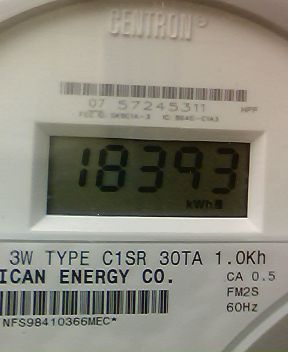 CENTRON®
07 57245311 HPF
18393
kWh
3W TYPE C1SR 30TA 1.0Kh
ICAN ENERGY CO. CA 0.5
FM2S
60Hz
NFS98410366MEC*